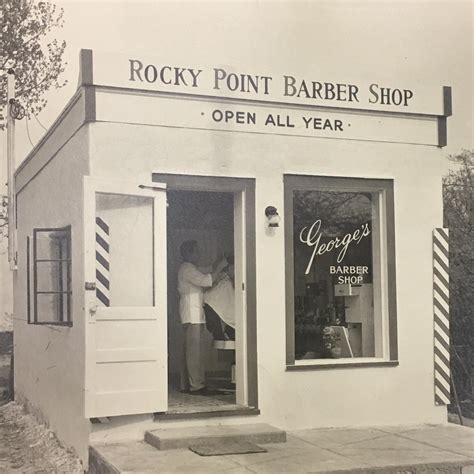 ROCKY POINT BARBER SHOP
· OPEN ALL YEAR ·
George's
BARBER
SHOP